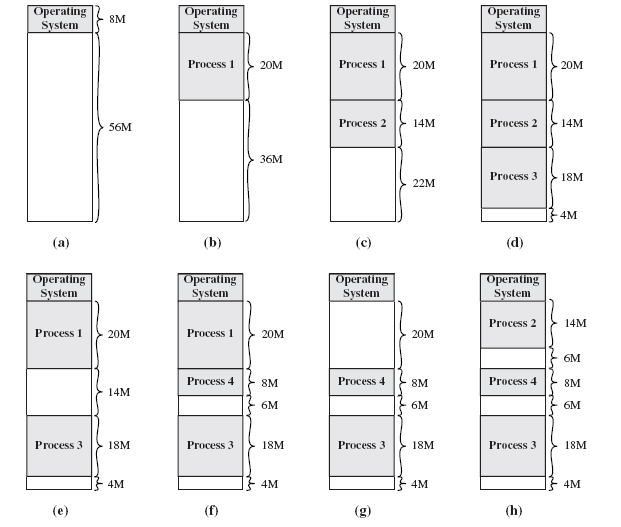 Operating
System
8M
56M
(a)
Operating
System
Process 1
20M
36M
(b)
Operating
System
Process 1
20M
Process 2
14M
22M
(c)
Operating
System
Process 1
20M
Process 2
14M
Process 3
18M
4M
(d)
Operating
System
Process 1
20M
14M
Process 3
18M
4M
(e)
Operating
System
Process 1
20M
Process 4
8M
6M
Process 3
18M
4M
(f)
Operating
System
20M
Process 4
8M
6M
Process 3
18M
4M
(g)
Operating
System
Process 2
14M
6M
Process 4
8M
6M
Process 3
18M
4M
(h)